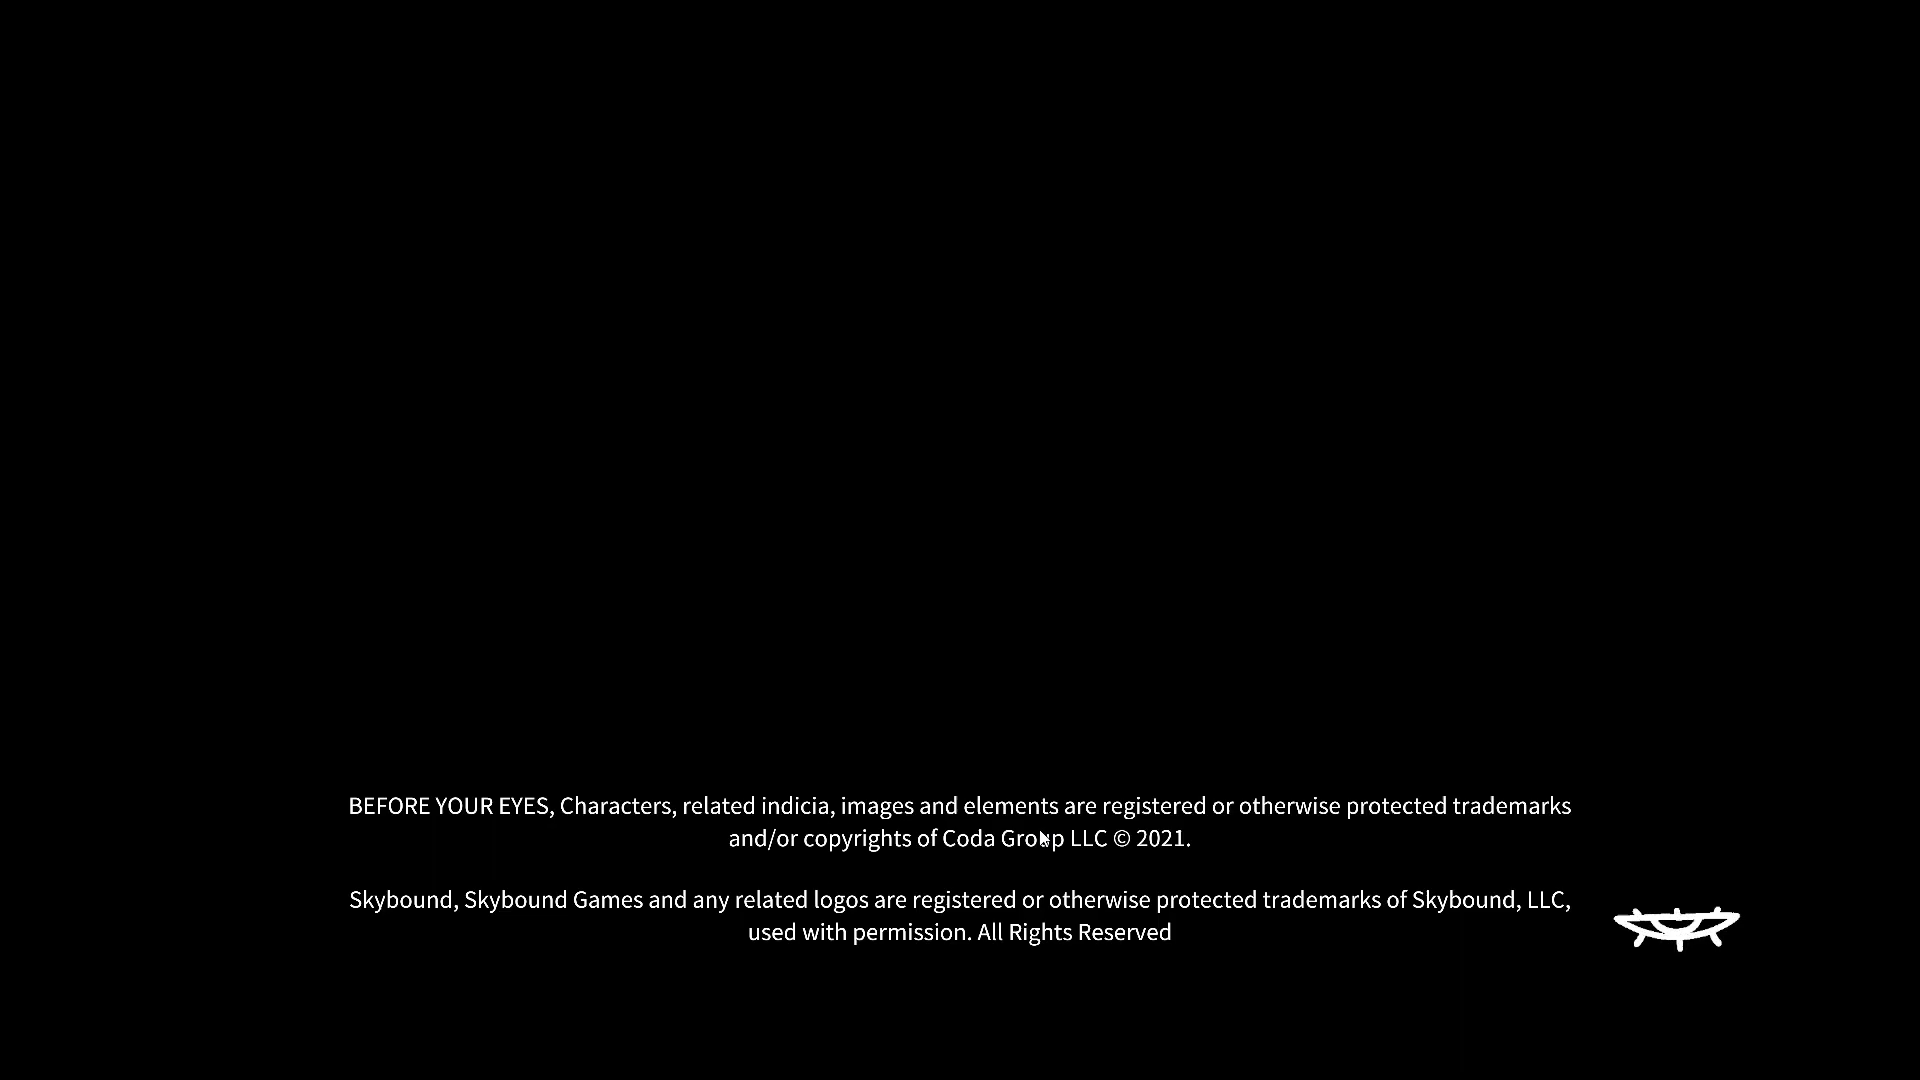 BEFORE YOUR EYES, Characters, related indicia, images and elements are registered or otherwise protected trademarks
and/or copyrights of Coda Group LLC © 2021.
Skybound, Skybound Games and any related logos are registered or otherwise protected trademarks of Skybound, LLC,
used with permission. All Rights Reserved